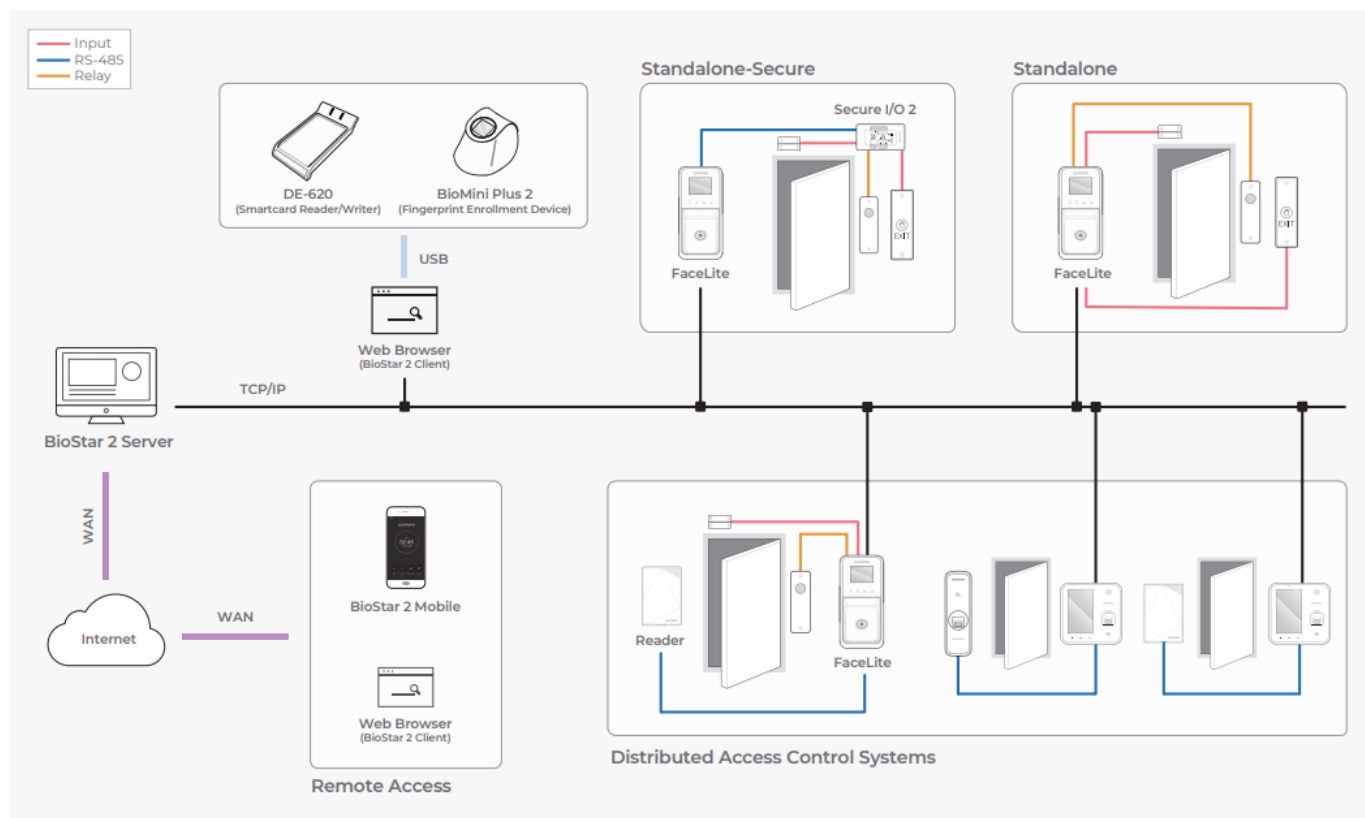 Input
RS-485
Relay
DE-620
(Smartcard Reader/Writer)
BioMini Plus 2
(Fingerprint Enrollment Device)
USB
Web Browser
(BioStar 2 Client)
Standalone-Secure
Secure I/O 2
EXIT
FaceLite
Standalone
EXIT
FaceLite
TCP/IP
BioStar 2 Server
WAN
Internet
WAN
BioStar 2 Mobile
Web Browser
(BioStar 2 Client)
Remote Access
Reader
FaceLite
Distributed Access Control Systems